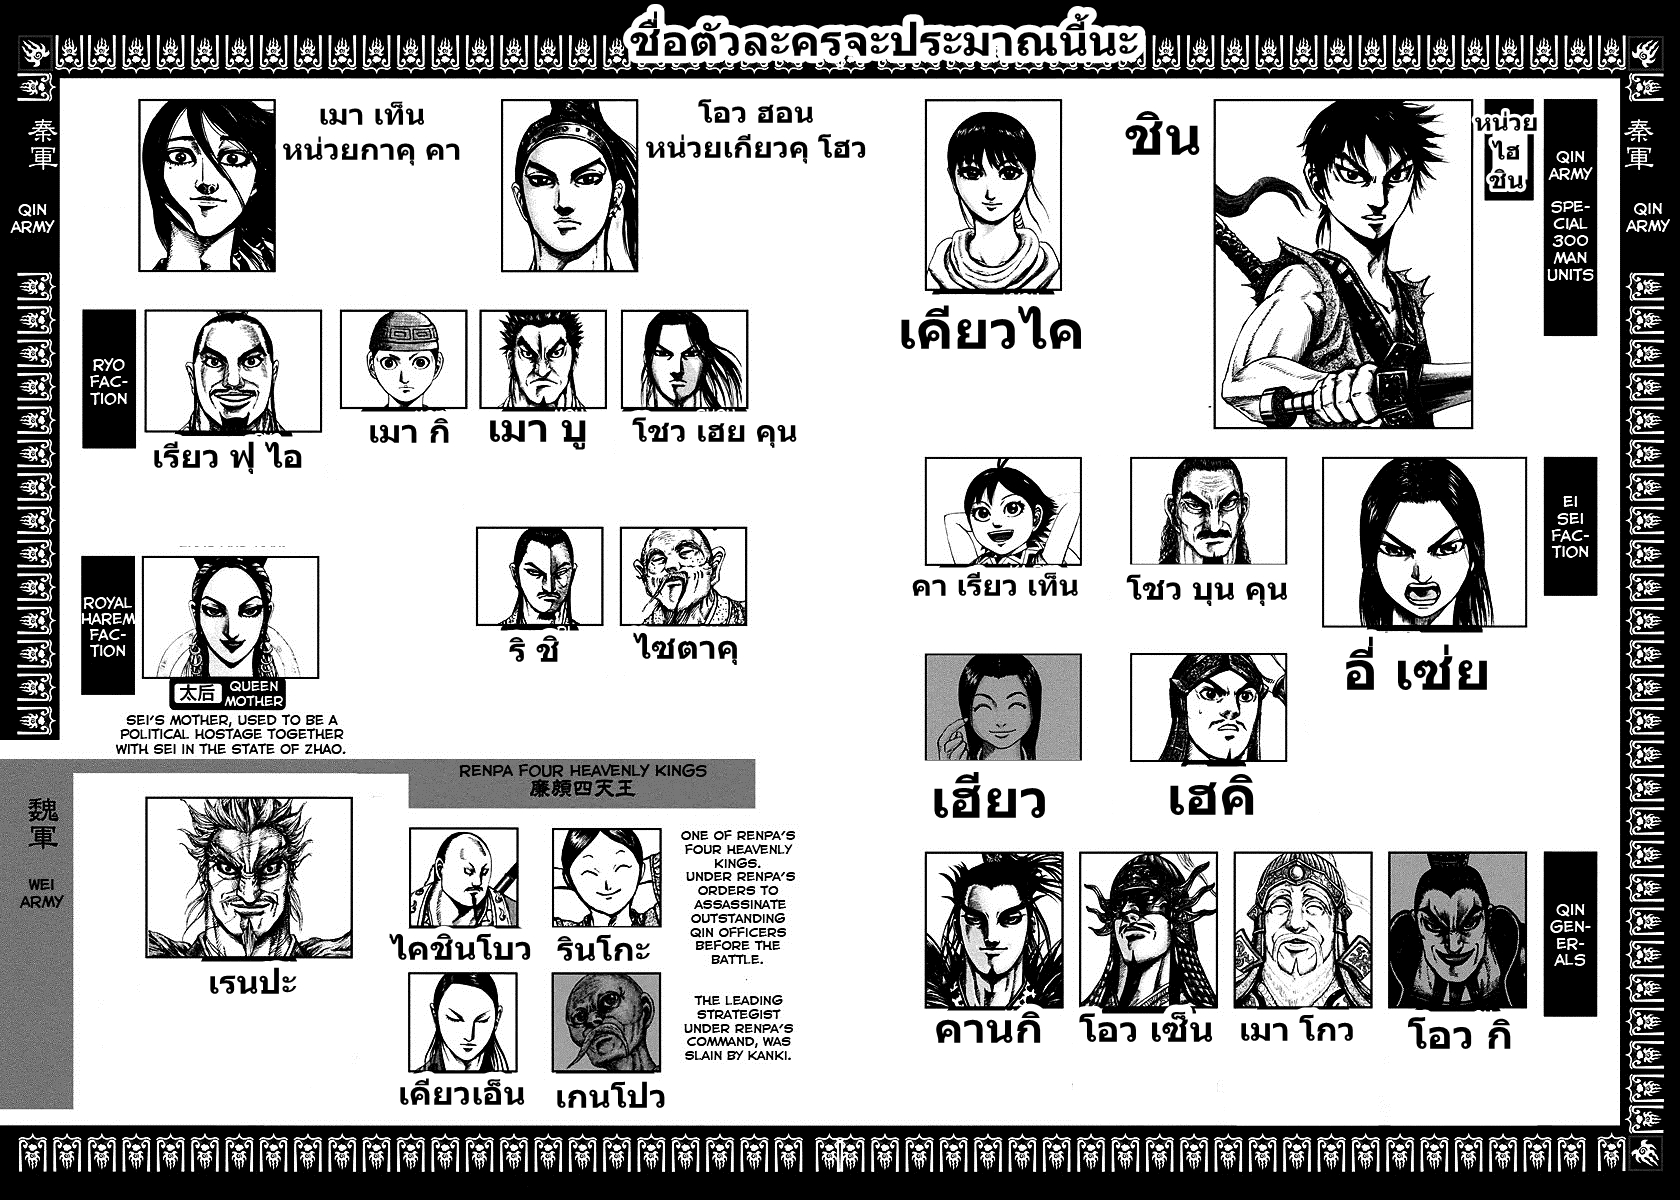 ชื่อตัวละครจะประมาณนี้นะ
秦軍
QIN
ARMY
เมา เท็น
หน่วยกาคุ คา
โอว ฮอน
หน่วยเกียวคุ โฮว
เคียวไค
ชิน
หน่วย
ไฮ
ชิน
QIN
ARMY
SPE-
CIAL
300
MAN
UNITS
秦軍
QIN
ARMY
RYO
FAC-
TION
เรียว ฟุ ไอ
เมา กิ
เมา บู
โชว เฮย คุน
คา เรียว เท็น
โชว บุน คุน
อี่ เซ่ย
EI
SEI
FAC-
TION
ROYAL
HAREM
FAC-
TION
太后
QUEEN
MOTHER
SEI'S MOTHER, USED TO BE A
POLITICAL HOSTAGE TOGETHER
WITH SEI IN THE STATE OF ZHAO.
ริ ชิ
ไซตาคุ
เฮียว
เฮคิ
魏軍
WEI
ARMY
RENPA FOUR HEAVENLY KINGS
廉頗四天王
เรนปะ
ไคชินโบว
รินโกะ
ONE OF RENPA'S
FOUR HEAVENLY
KINGS.
UNDER RENPA'S
ORDERS TO
ASSASSINATE
OUTSTANDING
QIN OFFICERS
BEFORE THE
BATTLE.
เคียวเอ็น
เกนโปว
THE LEADING
STRATEGIST
UNDER RENPA'S
COMMAND, WAS
SLAIN BY KANKI.
คานกิ
โอว เซ็น
เมา โกว
โอว กิ
QIN
GEN-
ER-
ALS